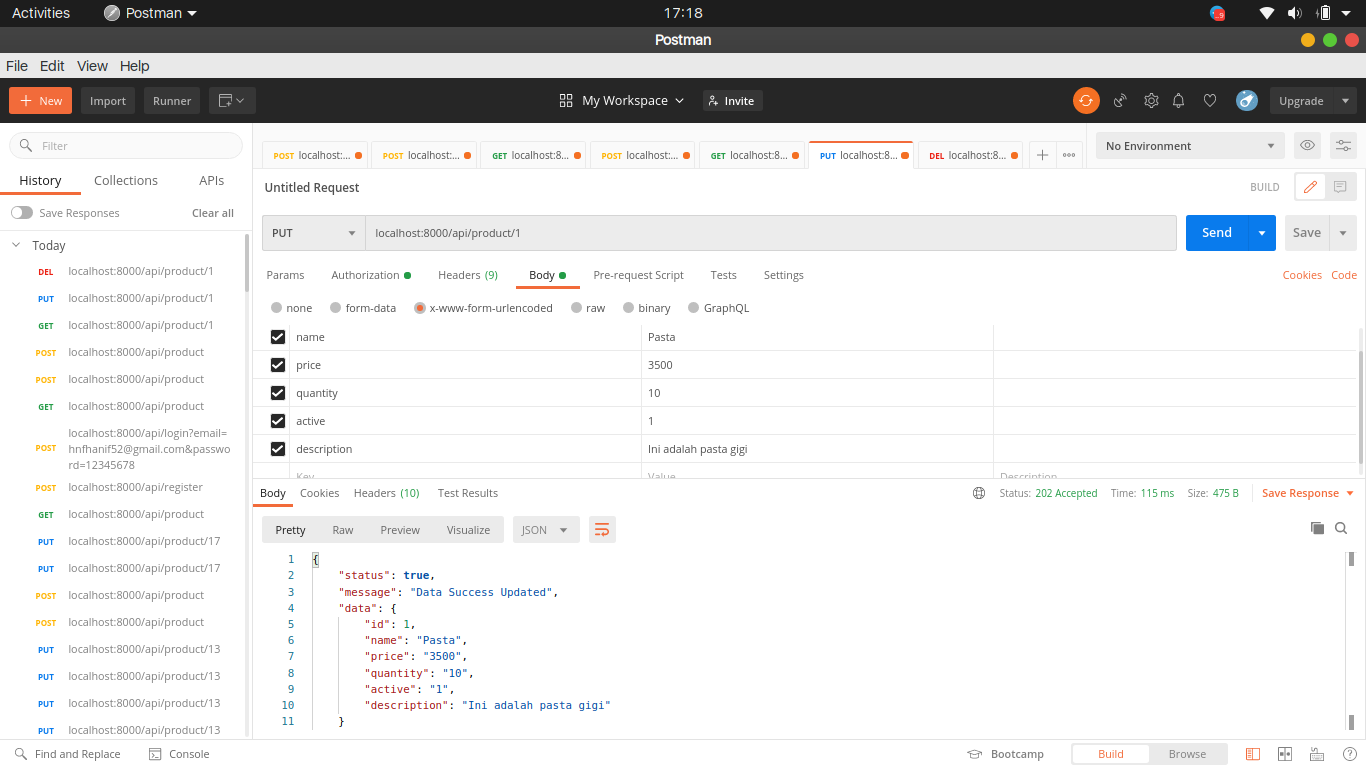 Activities Postman 17:18
Postman
File Edit View Help
New Import Runner My Workspace Invite Upgrade
Filter
History Collections APIs
Save Responses Clear all
Today
DEL localhost:8000/api/product/1
PUT localhost:8000/api/product/1
GET localhost:8000/api/product/1
POST localhost:8000/api/product
POST localhost:8000/api/product
GET localhost:8000/api/product
POST localhost:8000/api/login?email=
hnfhanif52@gmail.com&passwo
rd=12345678
POST localhost:8000/api/register
GET localhost:8000/api/product
PUT localhost:8000/api/product/17
PUT localhost:8000/api/product/17
POST localhost:8000/api/product
POST localhost:8000/api/product
PUT localhost:8000/api/product/13
PUT localhost:8000/api/product/13
PUT localhost:8000/api/product/13
PUT localhost:8000/api/product/13
POST localhost:... POST localhost:... GET localhost:8... POST localhost:... GET localhost:8... PUT localhost:8... DEL localhost:8... No Environment
Untitled Request BUILD
PUT localhost:8000/api/product/1 Send Save
Params Authorization Headers (9) Body Pre-request Script Tests Settings Cookies Code
none form-data x-www-form-urlencoded raw binary GraphQL
name Pasta
price 3500
quantity 10
active 1
description Ini adalah pasta gigi
Key Value Description
Body Cookies Headers (10) Test Results Status: 202 Accepted Time: 115 ms Size: 475 B Save Response
Pretty Raw Preview Visualize JSON
1 {
2 "status": true,
3 "message": "Data Success Updated",
4 "data": {
5 "id": 1,
6 "name": "Pasta",
7 "price": "3500",
8 "quantity": "10",
9 "active": "1",
10 "description": "Ini adalah pasta gigi"
11 }
Find and Replace Console Bootcamp Build Browse